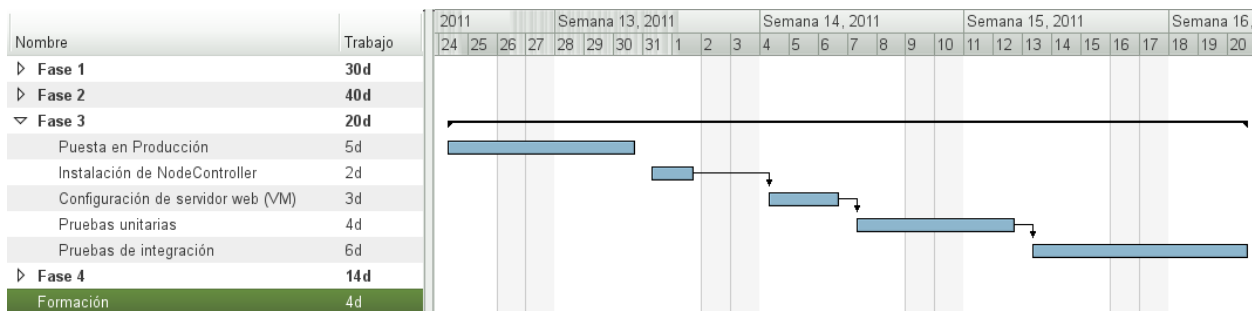 2011 Semana 13, 2011 Semana 14, 2011 Semana 15, 2011 Semana 16,
Nombre Trabajo 24 25 26 27 28 29 30 31 1 2 3 4 5 6 7 8 9 10 11 12 13 14 15 16 17 18 19 20
Fase 1 30d
Fase 2 40d
Fase 3 20d
Puesta en Producción 5d
Instalación de NodeController 2d
Configuración de servidor web (VM) 3d
Pruebas unitarias 4d
Pruebas de integración 6d
Fase 4 14d
Formación 4d